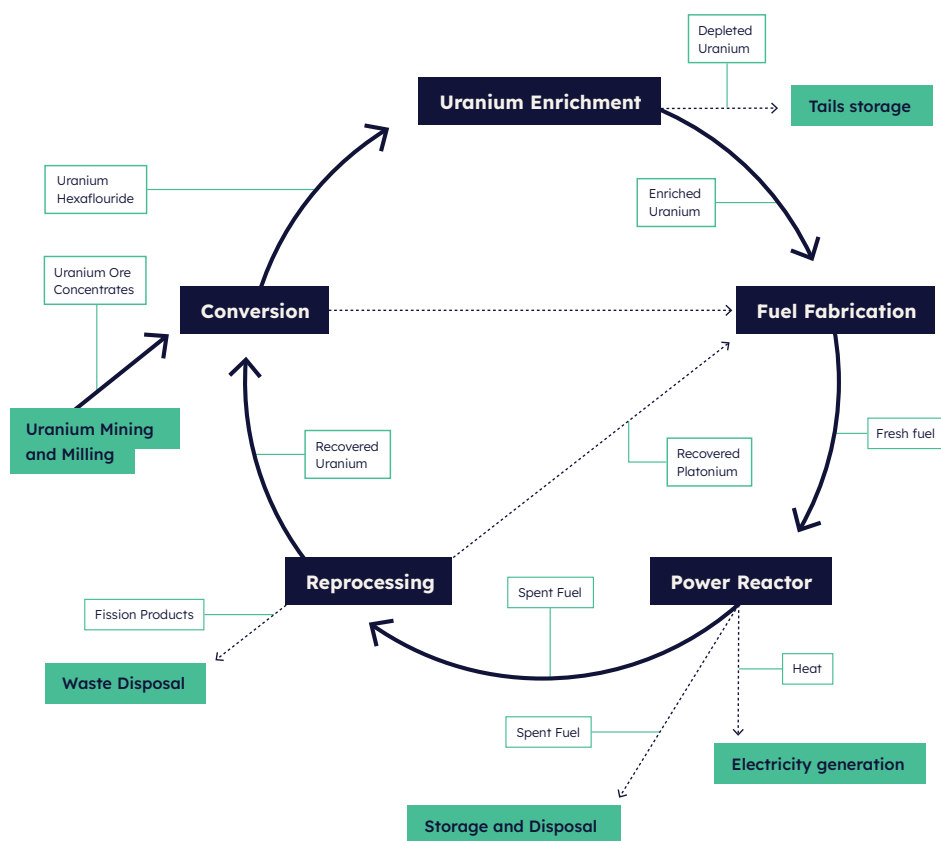 Depleted
Uranium
Uranium Enrichment
Tails storage
Uranium
Hexaflouride
Enriched
Uranium
Uranium Ore
Concentrates
Conversion
Fuel Fabrication
Uranium Mining
and Milling
Recovered
Uranium
Recovered
Platonium
Fresh fuel
Reprocessing
Power Reactor
Spent Fuel
Fission Products
Waste Disposal
Heat
Spent Fuel
Electricity generation
Storage and Disposal